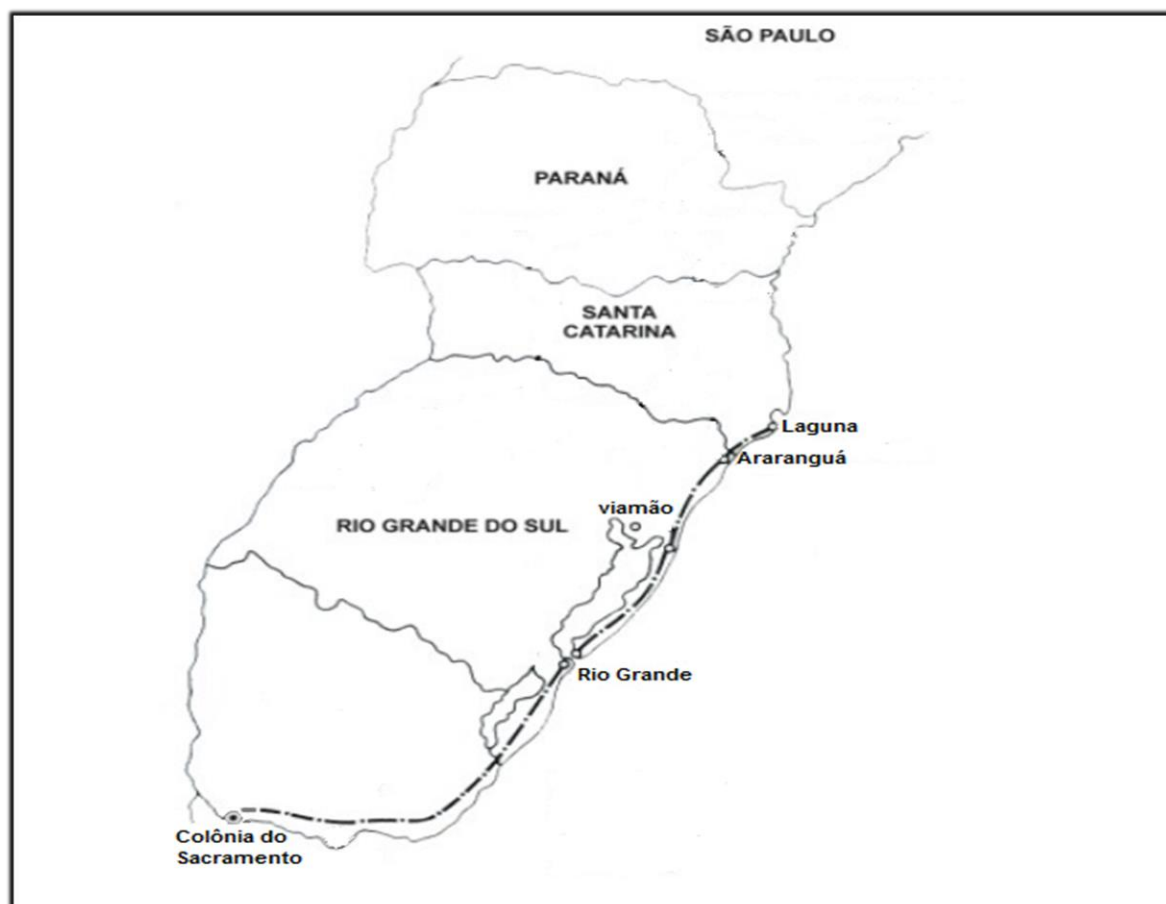 SÃO PAULO
PARANÁ
SANTA
CATARINA
Laguna
Araranguá
viamão
RIO GRANDE DO SUL
Rio Grande
Colônia do
Sacramento